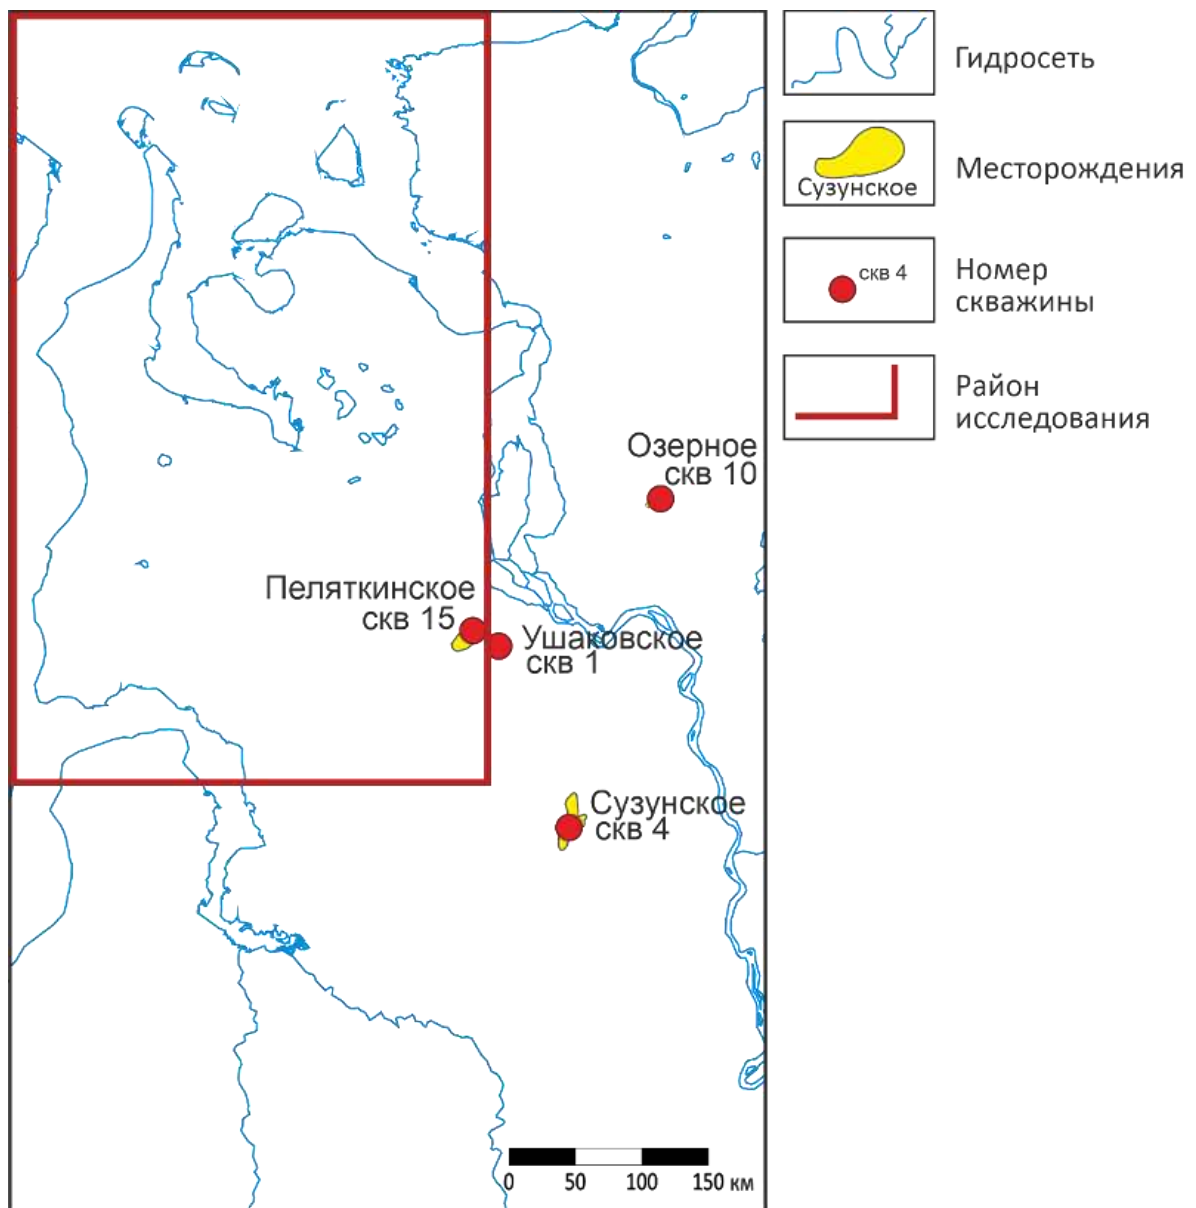 Озерное
скв 10
Пеляткинское
скв 15
Ушаковское
скв 1
Сузунское
скв 4
0 50 100 150 км
Гидросеть
Сузунское
Месторождения
скв 4
Номер
скважины
Район
исследования